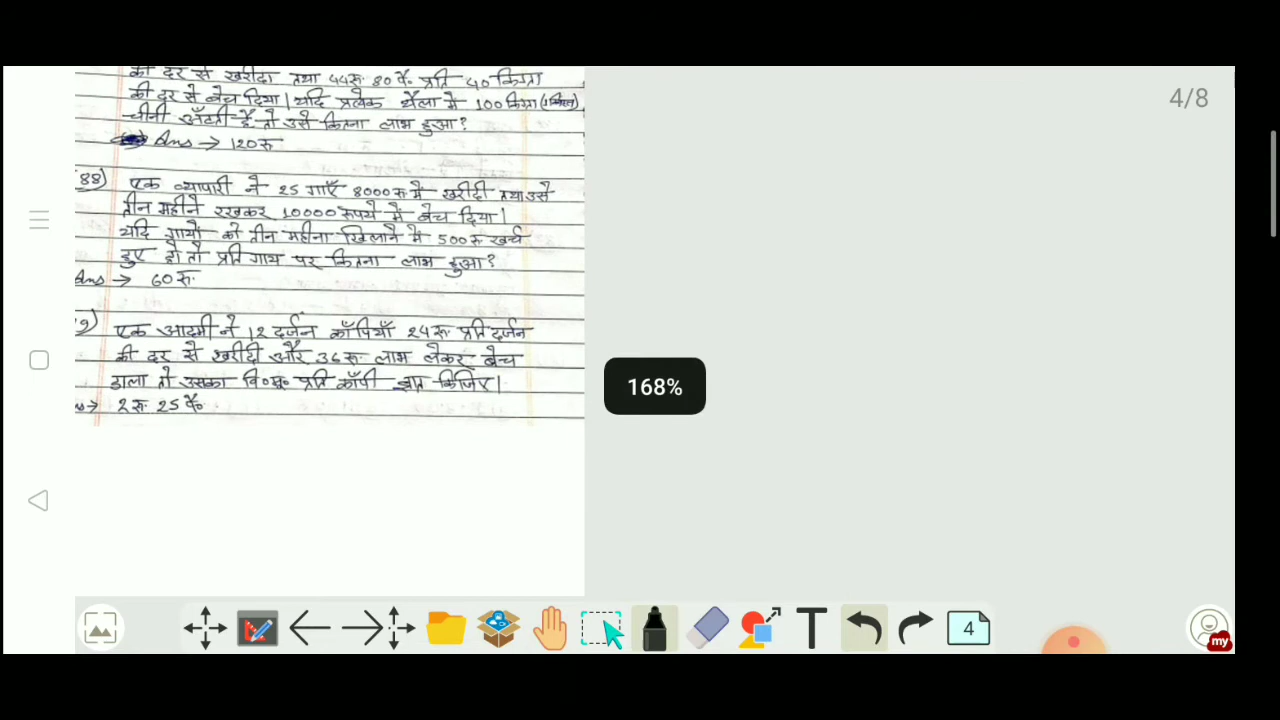 की दर से खरीदा तथा 44रु. 80 पै. प्रति 40 किग्रा
की दर से बेच दिया। यदि प्रत्येक थैला में 100 किग्रा
चीनी अँटती है तो उसे कितना लाभ हुआ?
Ans → 120रु
4/8
88) एक व्यापारी ने 25 गाएँ 8000रु में खरीदी तथा उसे
तीन महीने रखकर 10000 रूपये में बेच दिया।
यदि गायों को तीन महीना खिलाने में 500रु खर्च
हुए हो तो प्रति गाय पर कितना लाभ हुआ?
Ans → 60रु.
9) एक आदमी ने 12 दर्जन काँपियाँ 24रु. प्रति दर्जन
की दर से खरीदी और 36रु. लाभ लेकर बेच
डाला तो उसका वि०मू० प्रति काँपी ज्ञात किजिए।
→ 2रु. 25पै.
168%
T
4
my